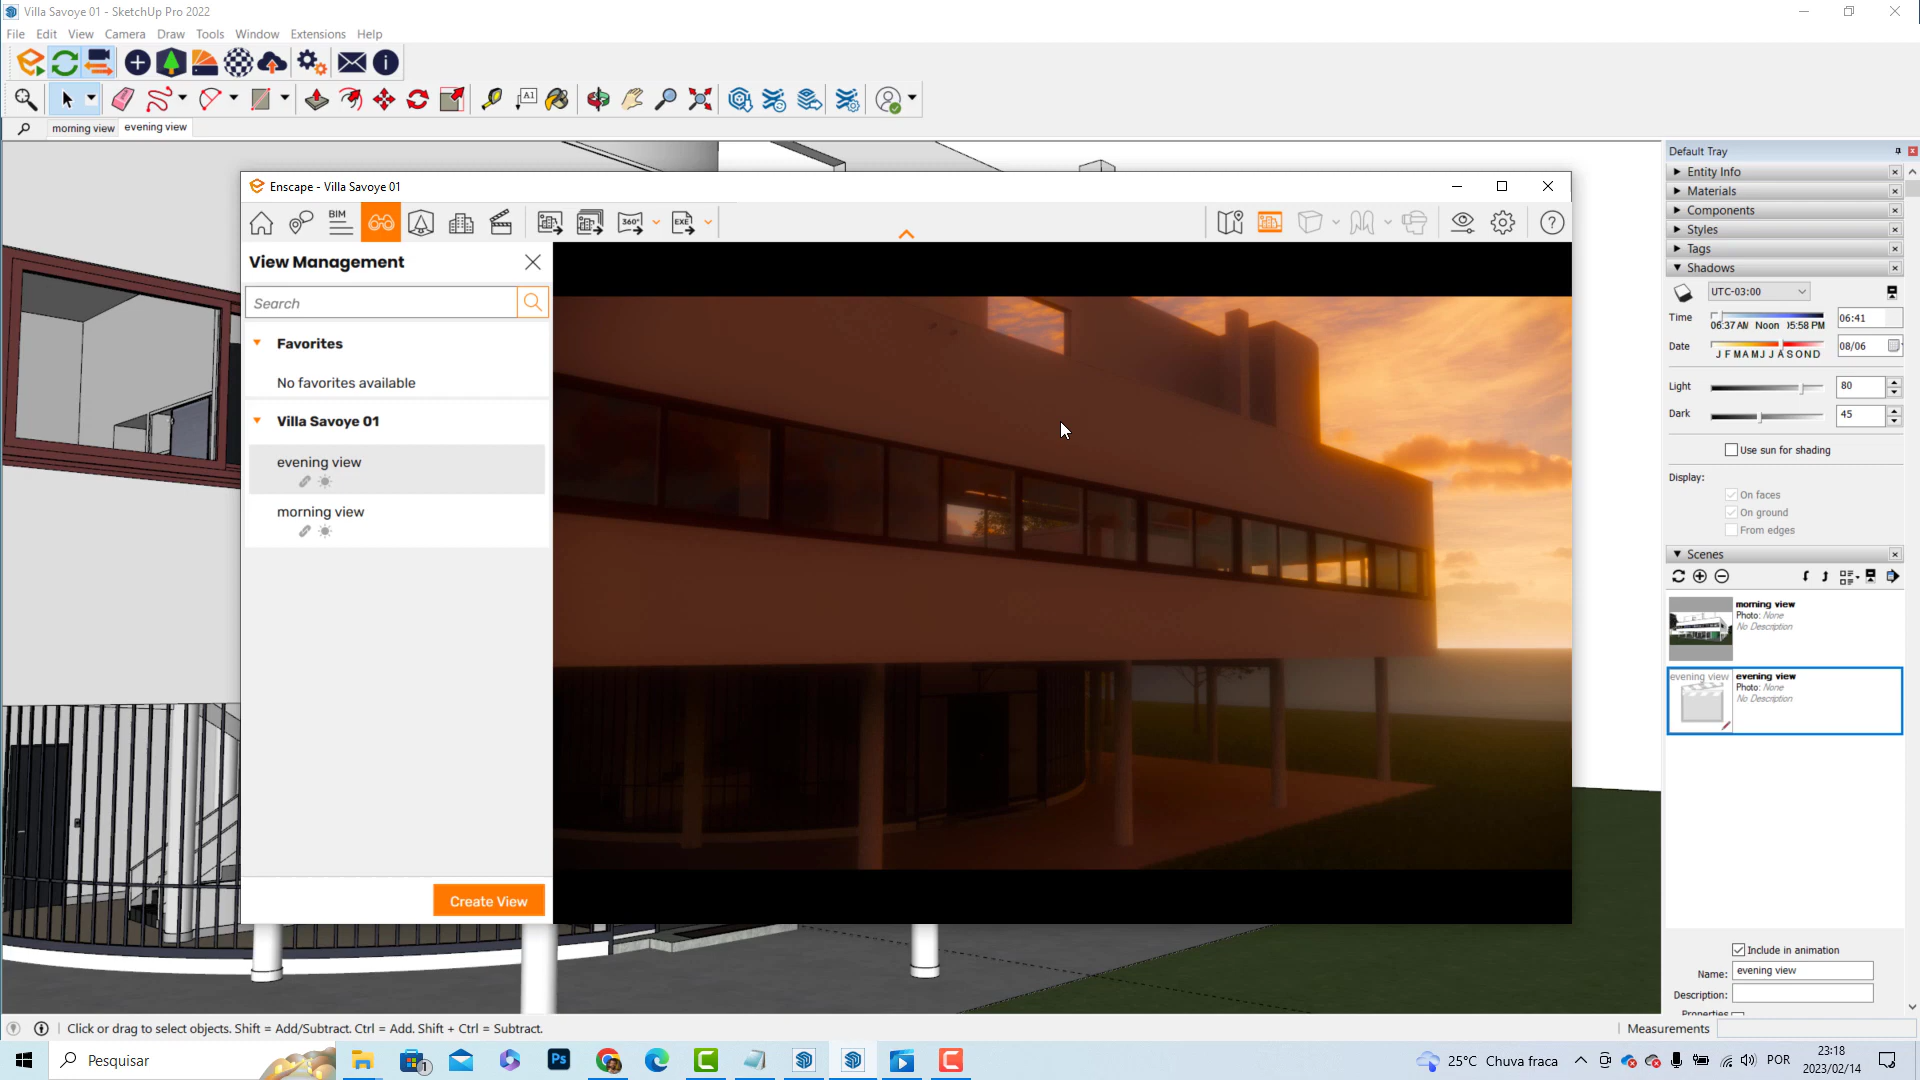 Villa Savoye 01 - SketchUp Pro 2022
File Edit View Camera Draw Tools Window Extensions Help
morning view evening view
Enscape - Villa Savoye 01
BIM
360°
EXE
View Management
Search
Favorites
No favorites available
Villa Savoye 01
evening view
morning view
Create View
Default Tray
Entity Info
Materials
Components
Styles
Tags
Shadows
UTC-03:00
Time
06:37 AM Noon 05:58 PM
06:41
Date
J F M A M J J A S O N D
08/06
Light 80
Dark 45
Use sun for shading
Display:
On faces
On ground
From edges
Scenes
morning view
Photo: None
No Description
evening view
evening view
Photo: None
No Description
Include in animation
Name: evening view
Description:
Properties
Click or drag to select objects. Shift = Add/Subtract. Ctrl = Add. Shift + Ctrl = Subtract.
Measurements
Pesquisar
1
Ps
25°C Chuva fraca
POR
23:18
2023/02/14